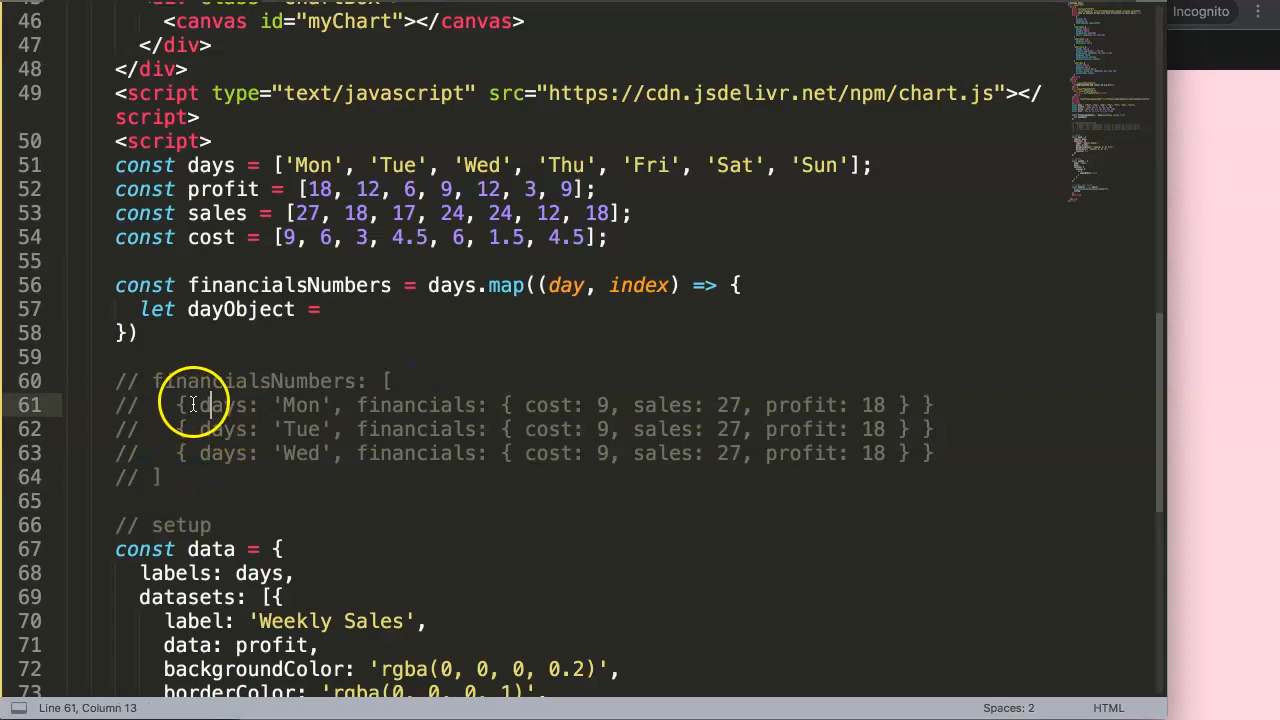 Incognito
46 <canvas id="myChart"></canvas>
47 </div>
48 </div>
49 <script type="text/javascript" src="https://cdn.jsdelivr.net/npm/chart.js"></
script>
50 <script>
51 const days = ['Mon', 'Tue', 'Wed', 'Thu', 'Fri', 'Sat', 'Sun'];
52 const profit = [18, 12, 6, 9, 12, 3, 9];
53 const sales = [27, 18, 17, 24, 24, 12, 18];
54 const cost = [9, 6, 3, 4.5, 6, 1.5, 4.5];
55
56 const financialsNumbers = days.map((day, index) => {
57 let dayObject =
58 })
59
60 // financialsNumbers: [
61 // { days: 'Mon', financials: { cost: 9, sales: 27, profit: 18 } }
62 // { days: 'Tue', financials: { cost: 9, sales: 27, profit: 18 } }
63 // { days: 'Wed', financials: { cost: 9, sales: 27, profit: 18 } }
64 // ]
65
66 // setup
67 const data = {
68 labels: days,
69 datasets: [{
70 label: 'Weekly Sales',
71 data: profit,
72 backgroundColor: 'rgba(0, 0, 0, 0.2)',
73 borderColor: 'rgba(0, 0, 0, 1)',
Line 61, Column 13 Spaces: 2 HTML